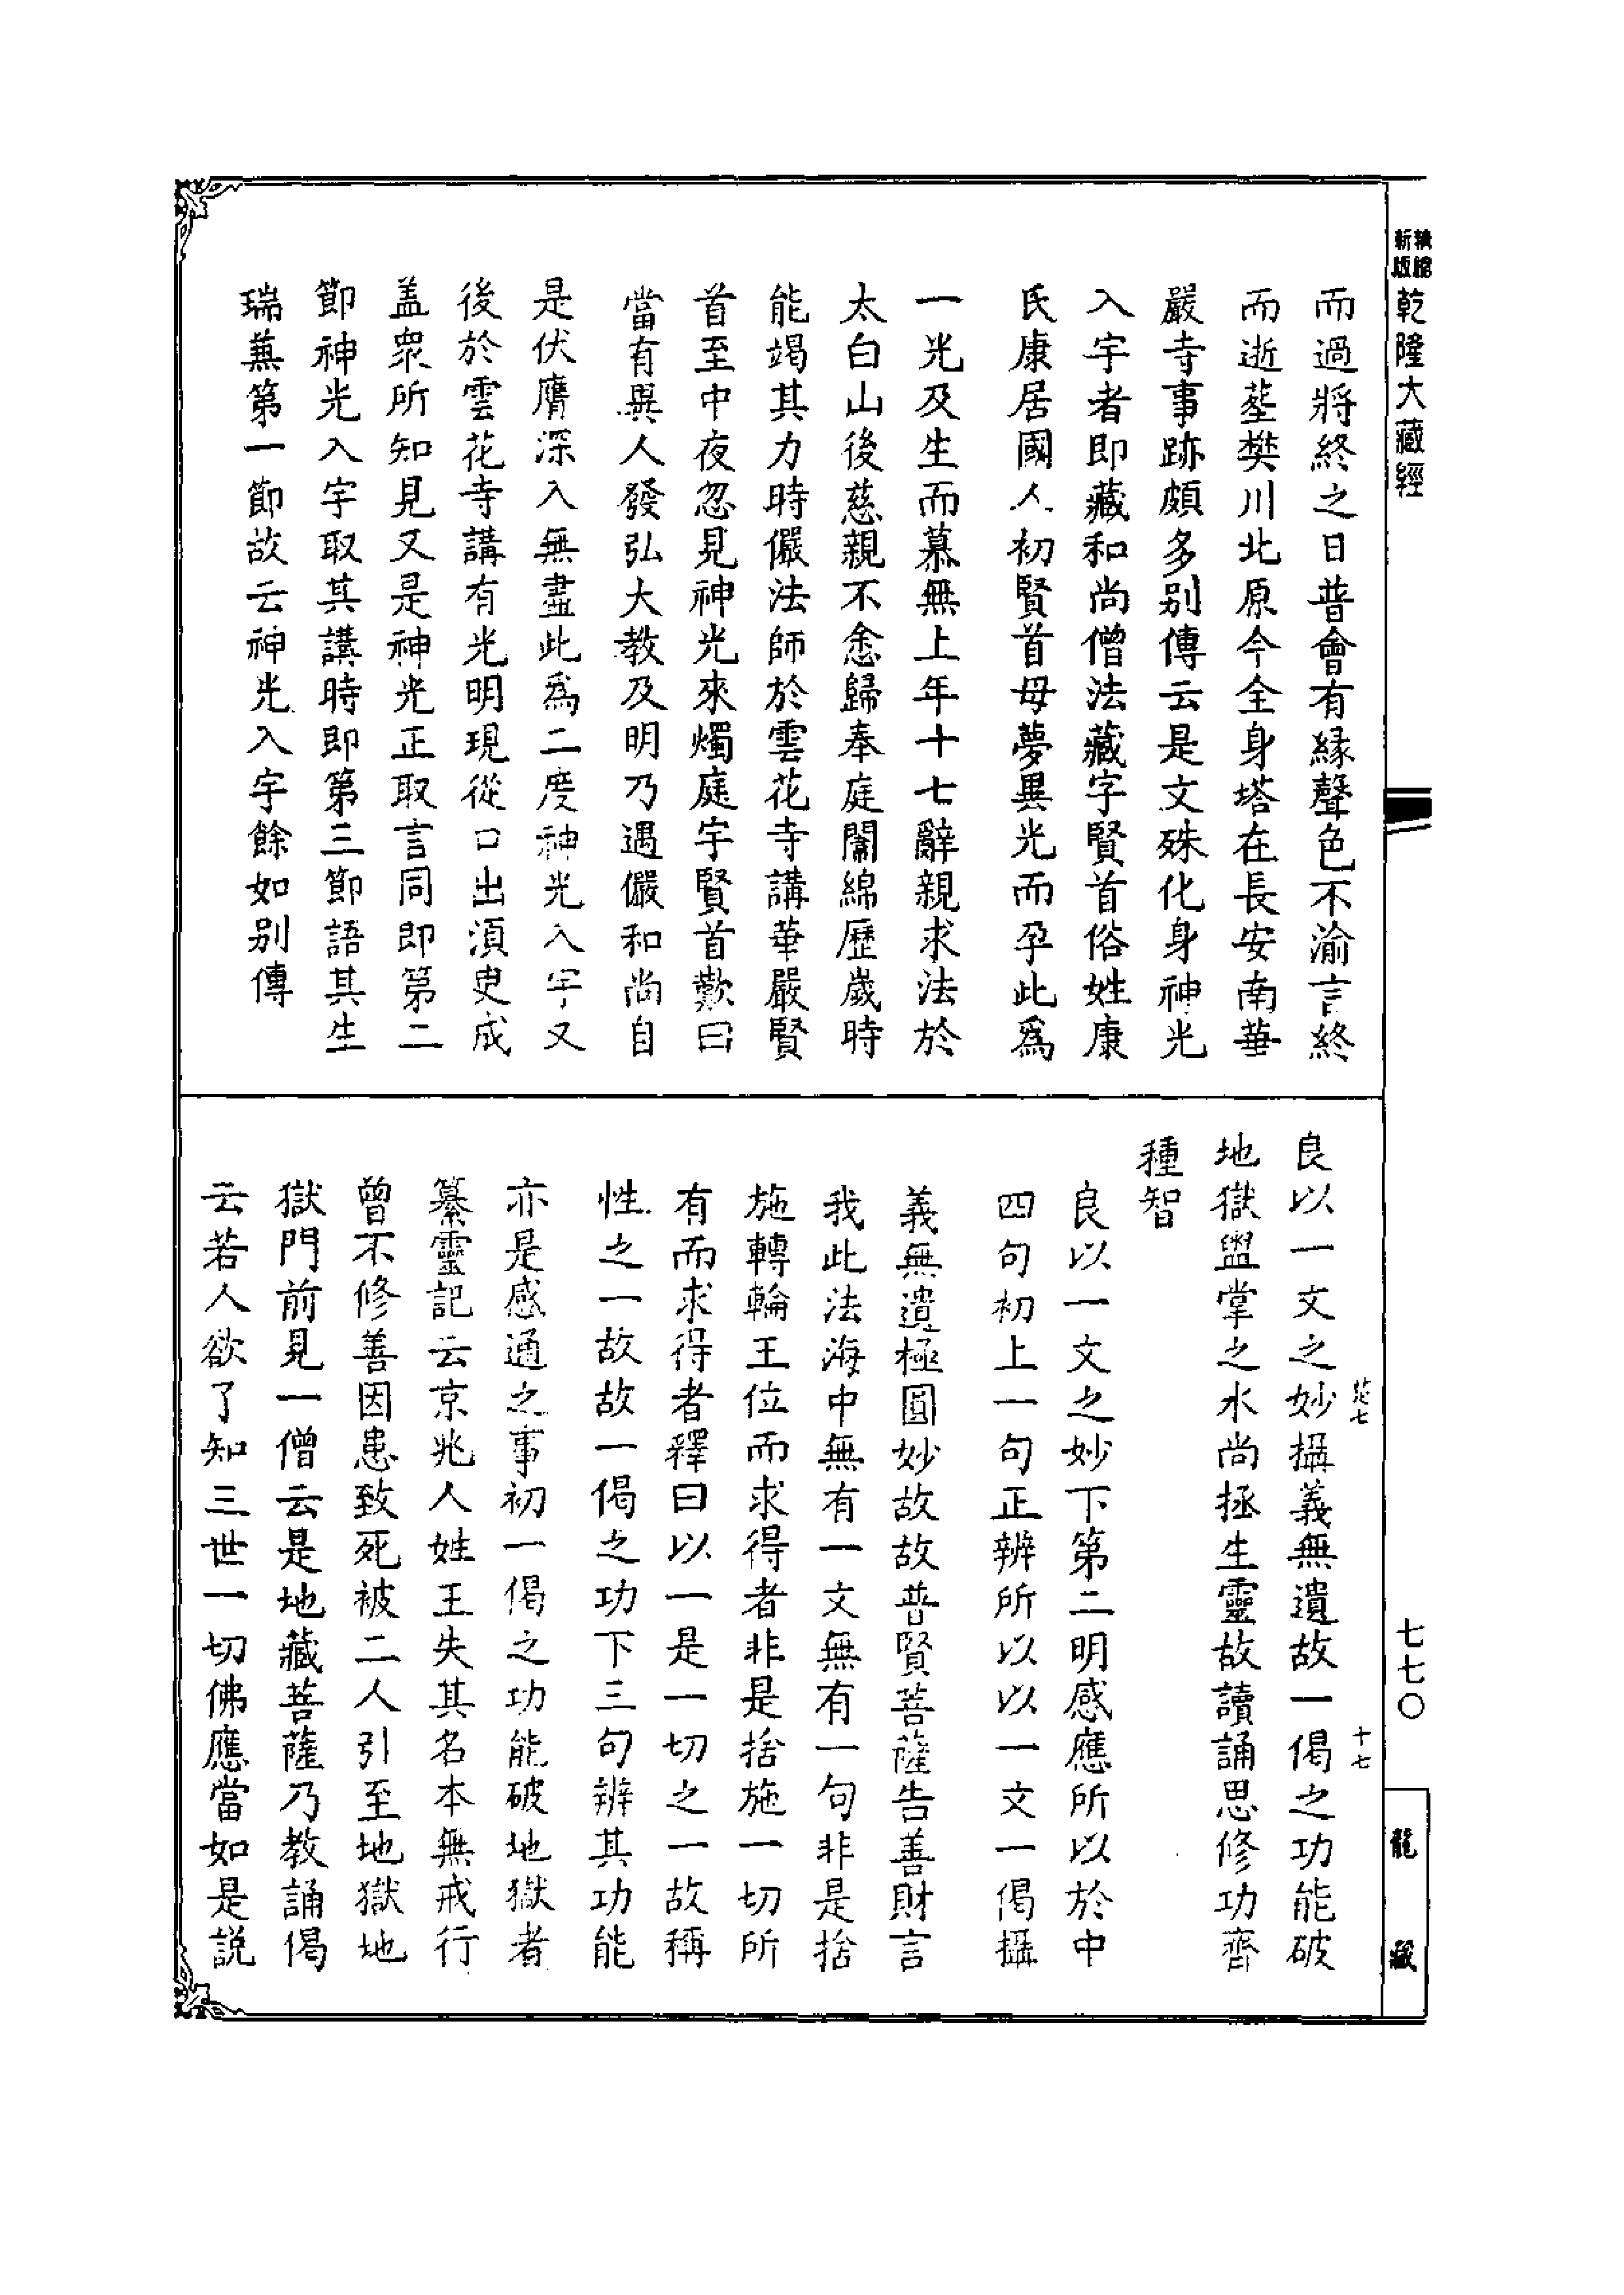 新版 精縮
乾隆大藏經
而過將終之日普會有緣聲色不渝言終
而逝葬樊川北原今全身塔在長安南華
嚴寺事跡頗多別傳云是文殊化身神光
入宇者即藏和尚僧法藏字賢首俗姓康
氏康居國人初賢首母夢異光而孕此為
一光及生而慕無上年十七辭親求法於
太白山後慈親不悆歸奉庭闈綿歷歲時
能竭其力時儼法師於雲花寺講華嚴賢
首至中夜忽見神光來燭庭宇賢首歎曰
當有異人發弘大教及明乃遇儼和尚自
是伏膺深入無盡此為二度神光入宇又
後於雲花寺講有光明現從口出須臾成
蓋眾所知見又是神光正取言同即第二
節神光入宇取其講時即第三節語其生
瑞兼第一節故云神光入宇餘如別傳
七 十七
良以一文之妙攝義無遺故一偈之功能破
地獄盥掌之水尚拯生靈故讀誦思修功齊
種智
良以一文之妙下第二明感應所以於中
四句初上一句正辨所以以一文一偈攝
義無遺極圓妙故故普賢菩薩告善財言
我此法海中無有一文無有一句非是捨
施轉輪王位而求得者非是捨施一切所
有而求得者釋曰以一是一切之一故稱
性之一故故一偈之功下三句辨其功能
亦是感通之事初一偈之功能破地獄者
纂靈記云京兆人姓王失其名本無戒行
曾不修善因患致死被二人引至地獄地
獄門前見一僧云是地藏菩薩乃教誦偈
云若人欲了知三世一切佛應當如是說
七七〇
龍藏